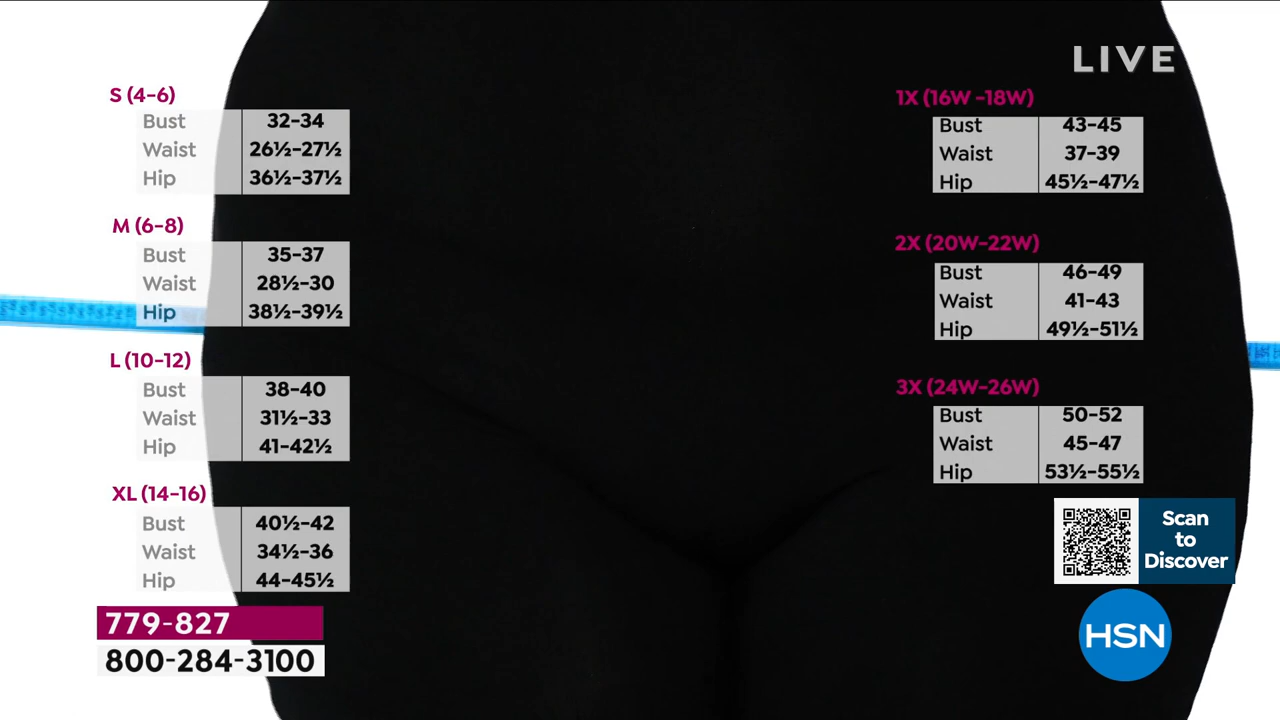 LIVE
S (4-6)
Bust 32-34
Waist 26½-27½
Hip 36½-37½
M (6-8)
Bust 35-37
Waist 28½-30
Hip 38½-39½
L (10-12)
Bust 38-40
Waist 31½-33
Hip 41-42½
XL (14-16)
Bust 40½-42
Waist 34½-36
Hip 44-45½
779-827
800-284-3100
1X (16W -18W)
Bust 43-45
Waist 37-39
Hip 45½-47½
2X (20W-22W)
Bust 46-49
Waist 41-43
Hip 49½-51½
3X (24W-26W)
Bust 50-52
Waist 45-47
Hip 53½-55½
Scan
to
Discover
HSN